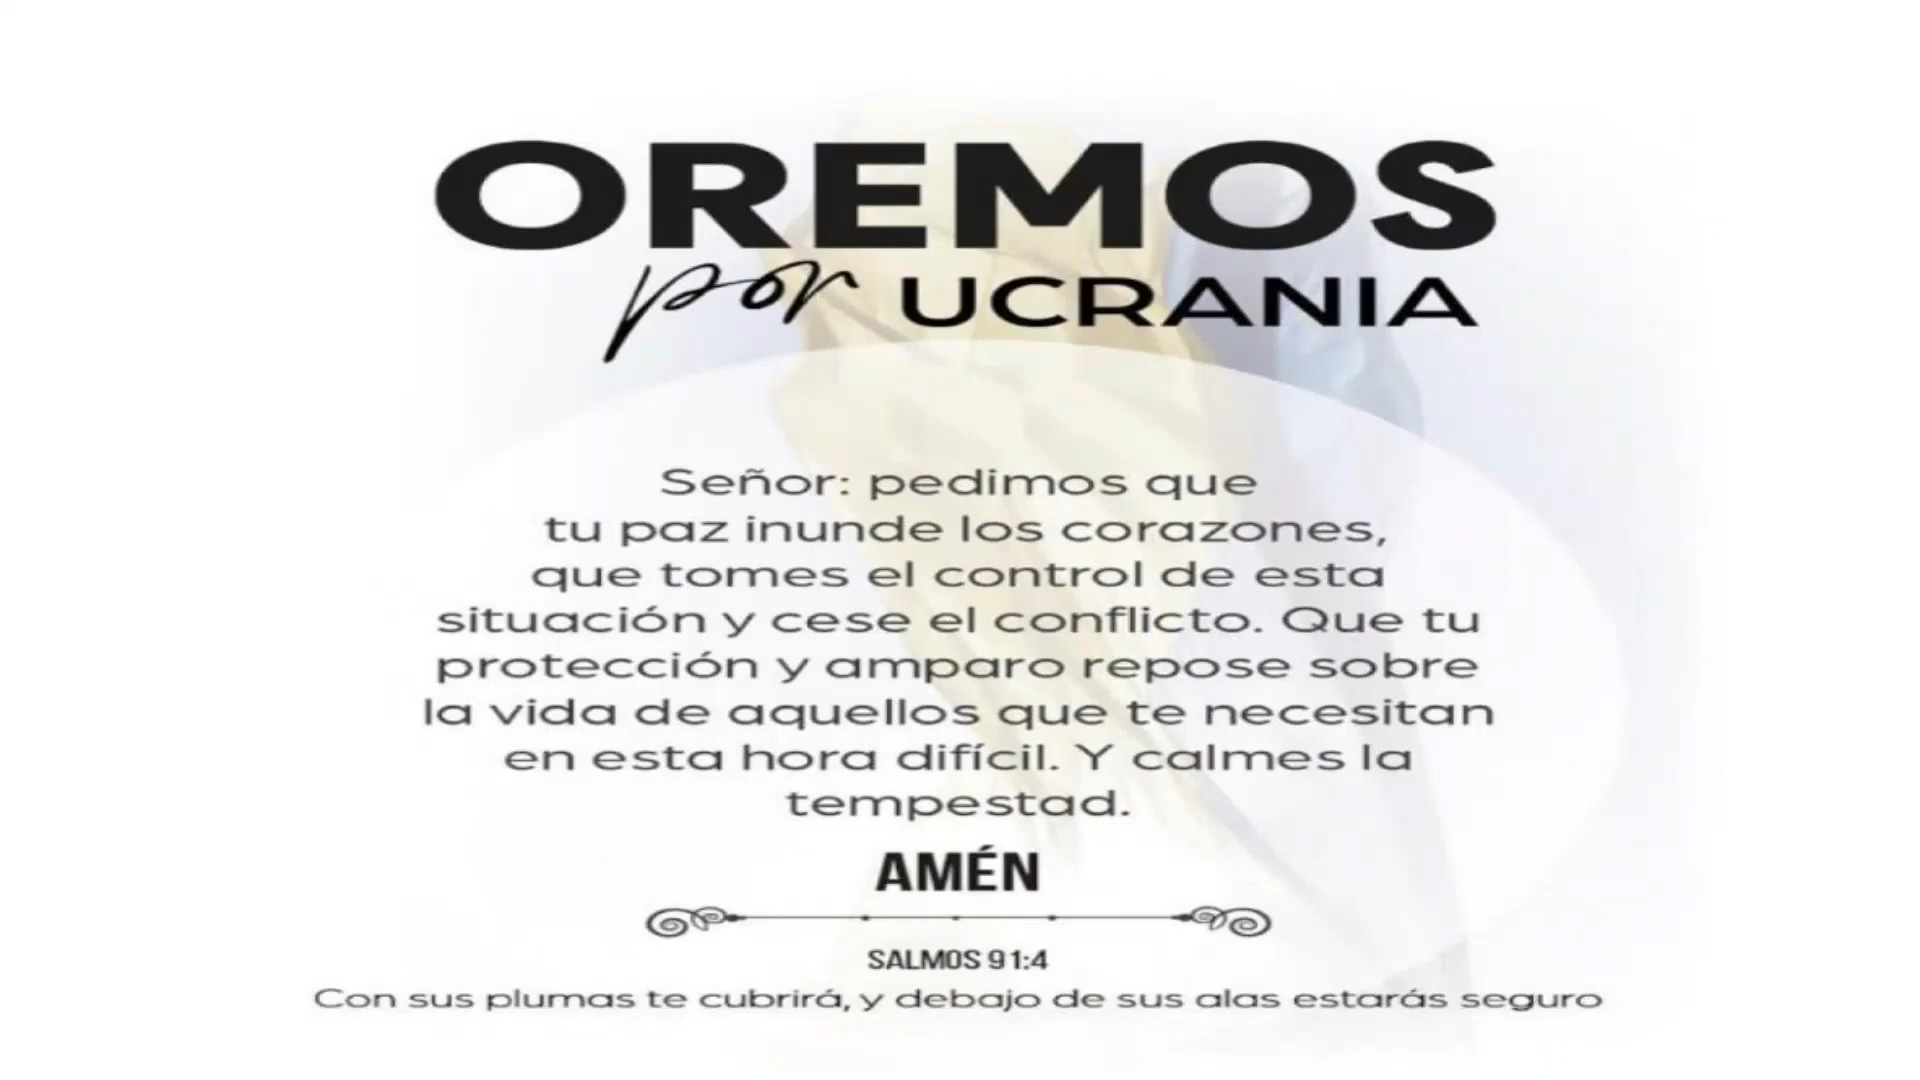 OREMOS
por UCRANIA
Señor: pedimos que
tu paz inunde los corazones,
que tomes el control de esta
situación y cese el conflicto. Que tu
protección y amparo repose sobre
la vida de aquellos que te necesitan
en esta hora difícil. Y calmes la
tempestad.
AMÉN
SALMOS 91:4
Con sus plumas te cubrirá, y debajo de sus alas estarás seguro